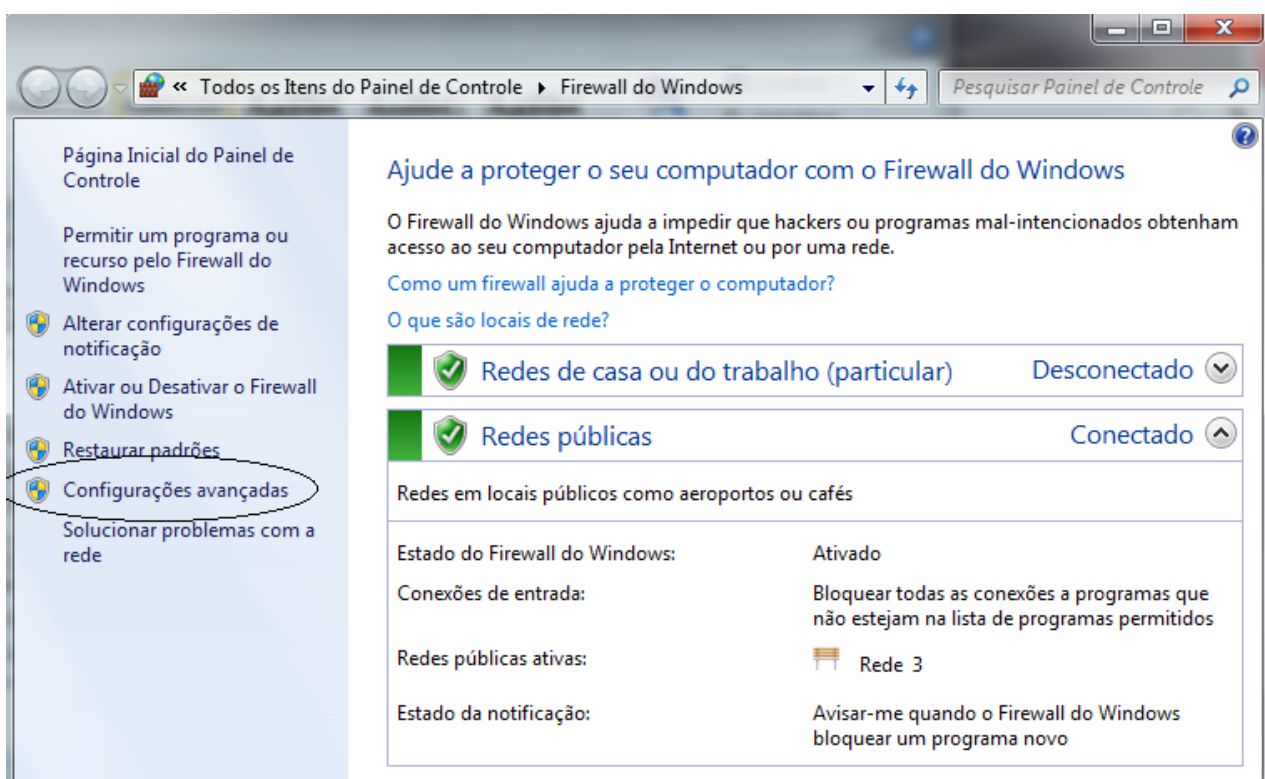 « Todos os Itens do Painel de Controle ▸ Firewall do Windows
Pesquisar Painel de Controle
Página Inicial do Painel de
Controle
Permitir um programa ou
recurso pelo Firewall do
Windows
Alterar configurações de
notificação
Ativar ou Desativar o Firewall
do Windows
Restaurar padrões
Configurações avançadas
Solucionar problemas com a
rede
Ajude a proteger o seu computador com o Firewall do Windows
O Firewall do Windows ajuda a impedir que hackers ou programas mal-intencionados obtenham
acesso ao seu computador pela Internet ou por uma rede.
Como um firewall ajuda a proteger o computador?
O que são locais de rede?
Redes de casa ou do trabalho (particular) Desconectado
Redes públicas Conectado
Redes em locais públicos como aeroportos ou cafés
Estado do Firewall do Windows: Ativado
Conexões de entrada: Bloquear todas as conexões a programas que
não estejam na lista de programas permitidos
Redes públicas ativas: Rede 3
Estado da notificação: Avisar-me quando o Firewall do Windows
bloquear um programa novo